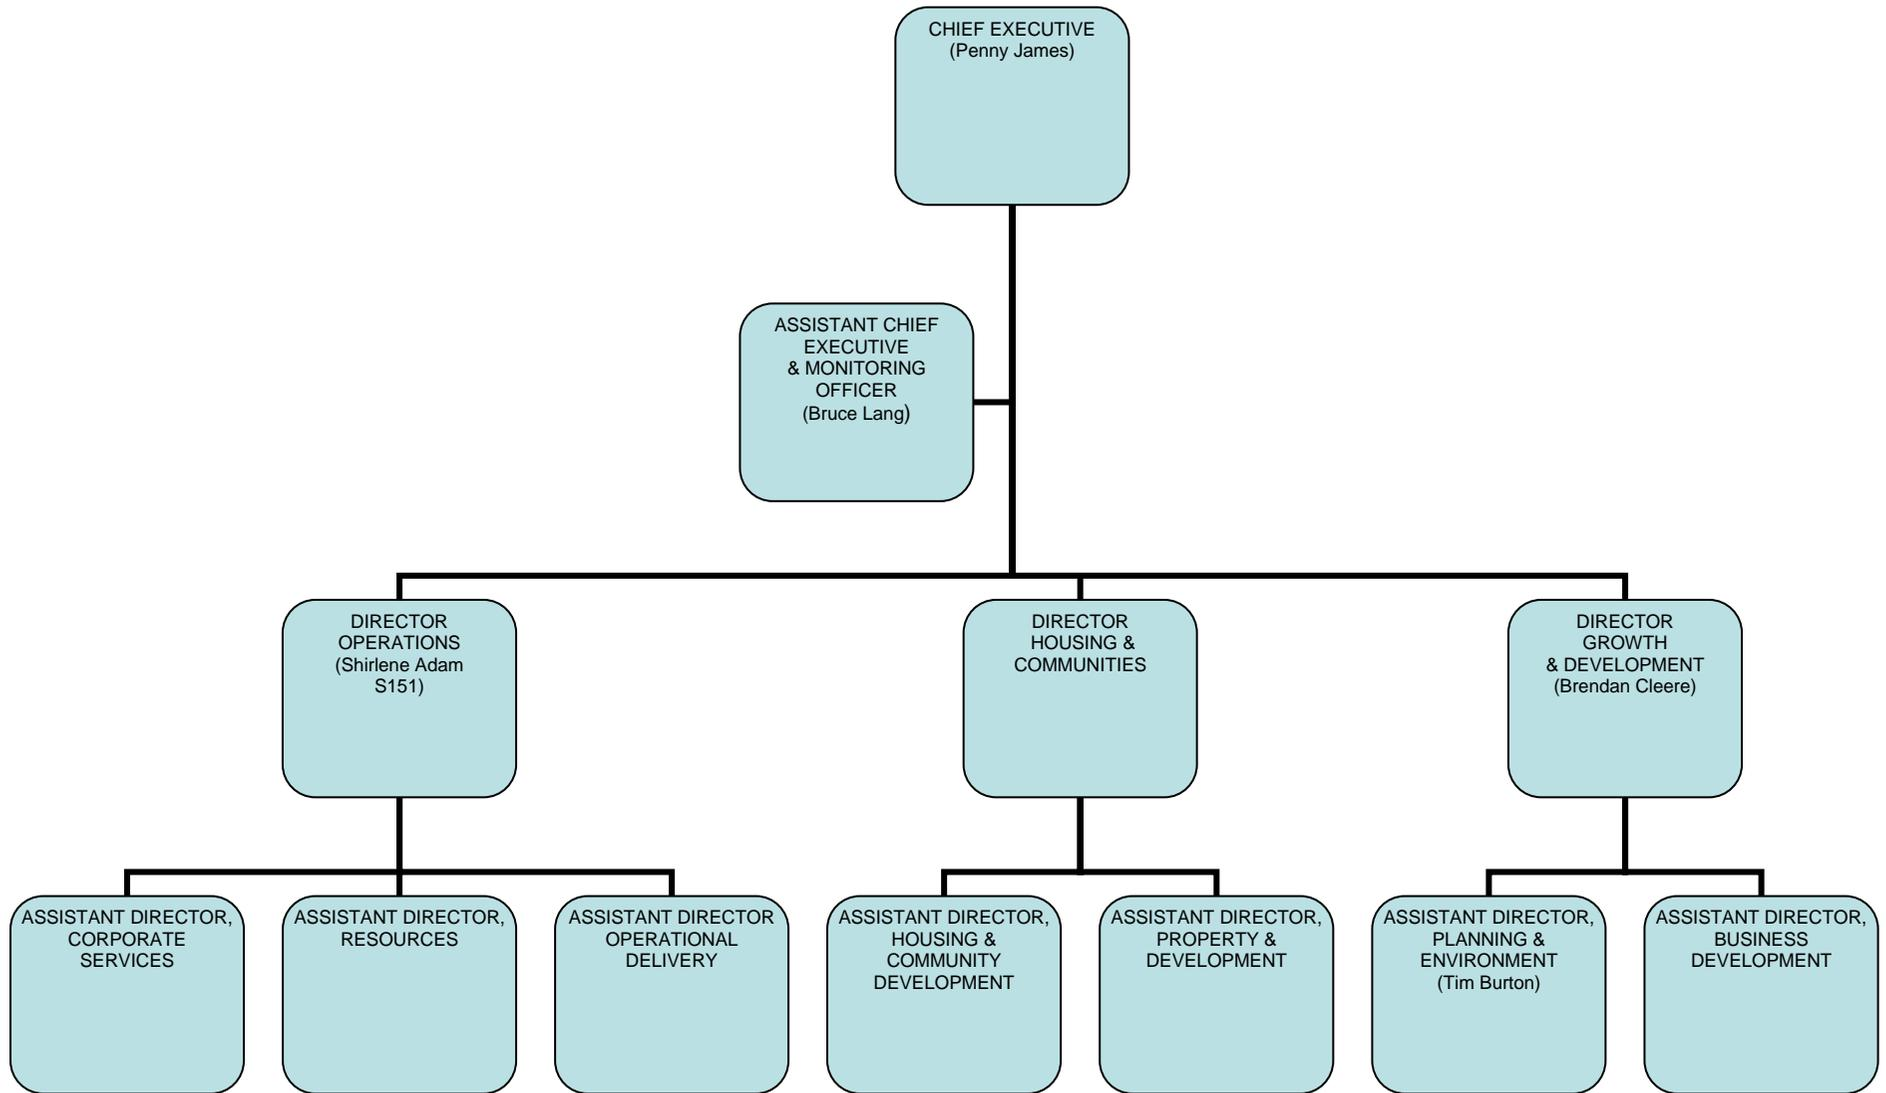 CHIEF EXECUTIVE
(Penny James)
ASSISTANT CHIEF
EXECUTIVE
& MONITORING
OFFICER
(Bruce Lang)
DIRECTOR
OPERATIONS
(Shirlene Adam
S151)
DIRECTOR
HOUSING &
COMMUNITIES
DIRECTOR
GROWTH
& DEVELOPMENT
(Brendan Cleere)
ASSISTANT DIRECTOR,
CORPORATE
SERVICES
ASSISTANT DIRECTOR,
RESOURCES
ASSISTANT DIRECTOR
OPERATIONAL
DELIVERY
ASSISTANT DIRECTOR,
HOUSING &
COMMUNITY
DEVELOPMENT
ASSISTANT DIRECTOR,
PROPERTY &
DEVELOPMENT
ASSISTANT DIRECTOR,
PLANNING &
ENVIRONMENT
(Tim Burton)
ASSISTANT DIRECTOR,
BUSINESS
DEVELOPMENT